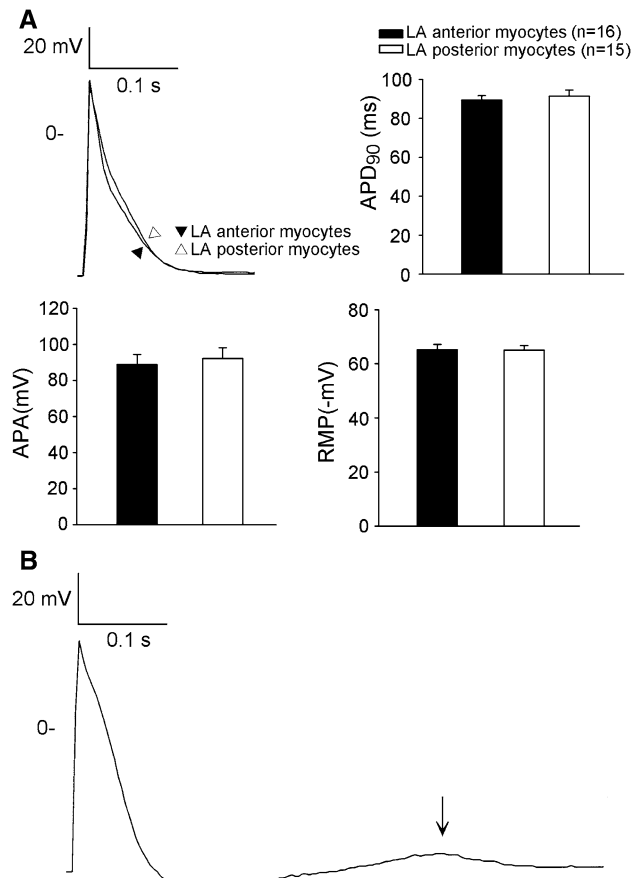 A
20 mV
0.1 s
0-
LA anterior myocytes
LA posterior myocytes
LA anterior myocytes (n=16)
LA posterior myocytes (n=15)
APD90 (ms)
100
80
60
40
20
0
APA(mV)
120
100
80
60
40
20
0
RMP(-mV)
80
60
40
20
0
B
20 mV
0.1 s
0-